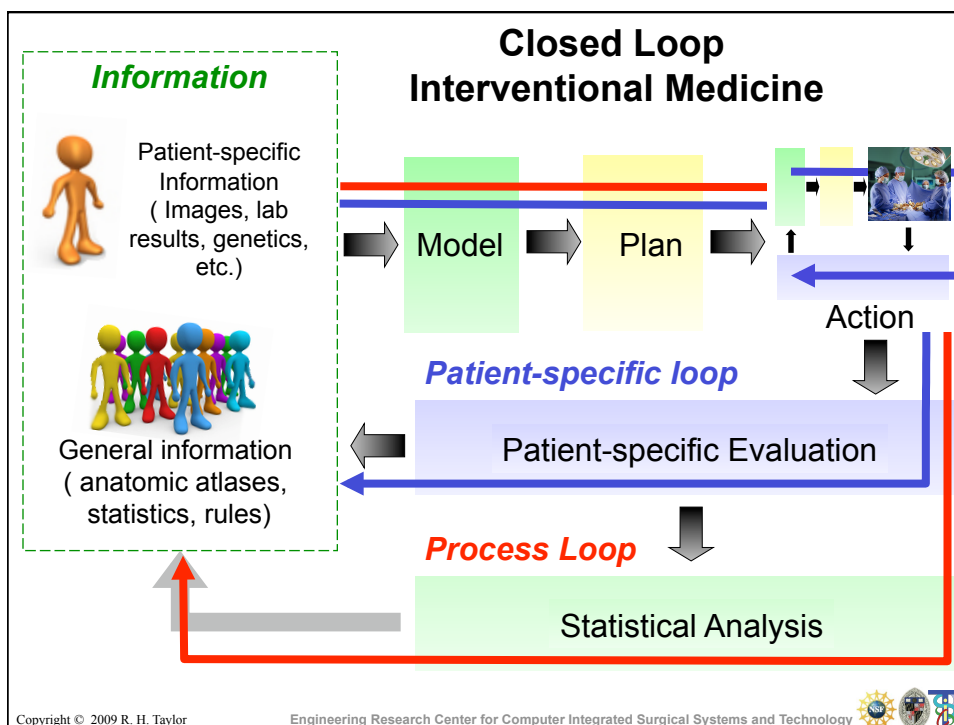 Closed Loop
Interventional Medicine
Information
Patient-specific
Information
( Images, lab
results, genetics,
etc.)
General information
( anatomic atlases,
statistics, rules)
Model
Plan
Action
Patient-specific loop
Patient-specific Evaluation
Process Loop
Statistical Analysis
Copyright © 2009 R. H. Taylor
Engineering Research Center for Computer Integrated Surgical Systems and Technology
NSF